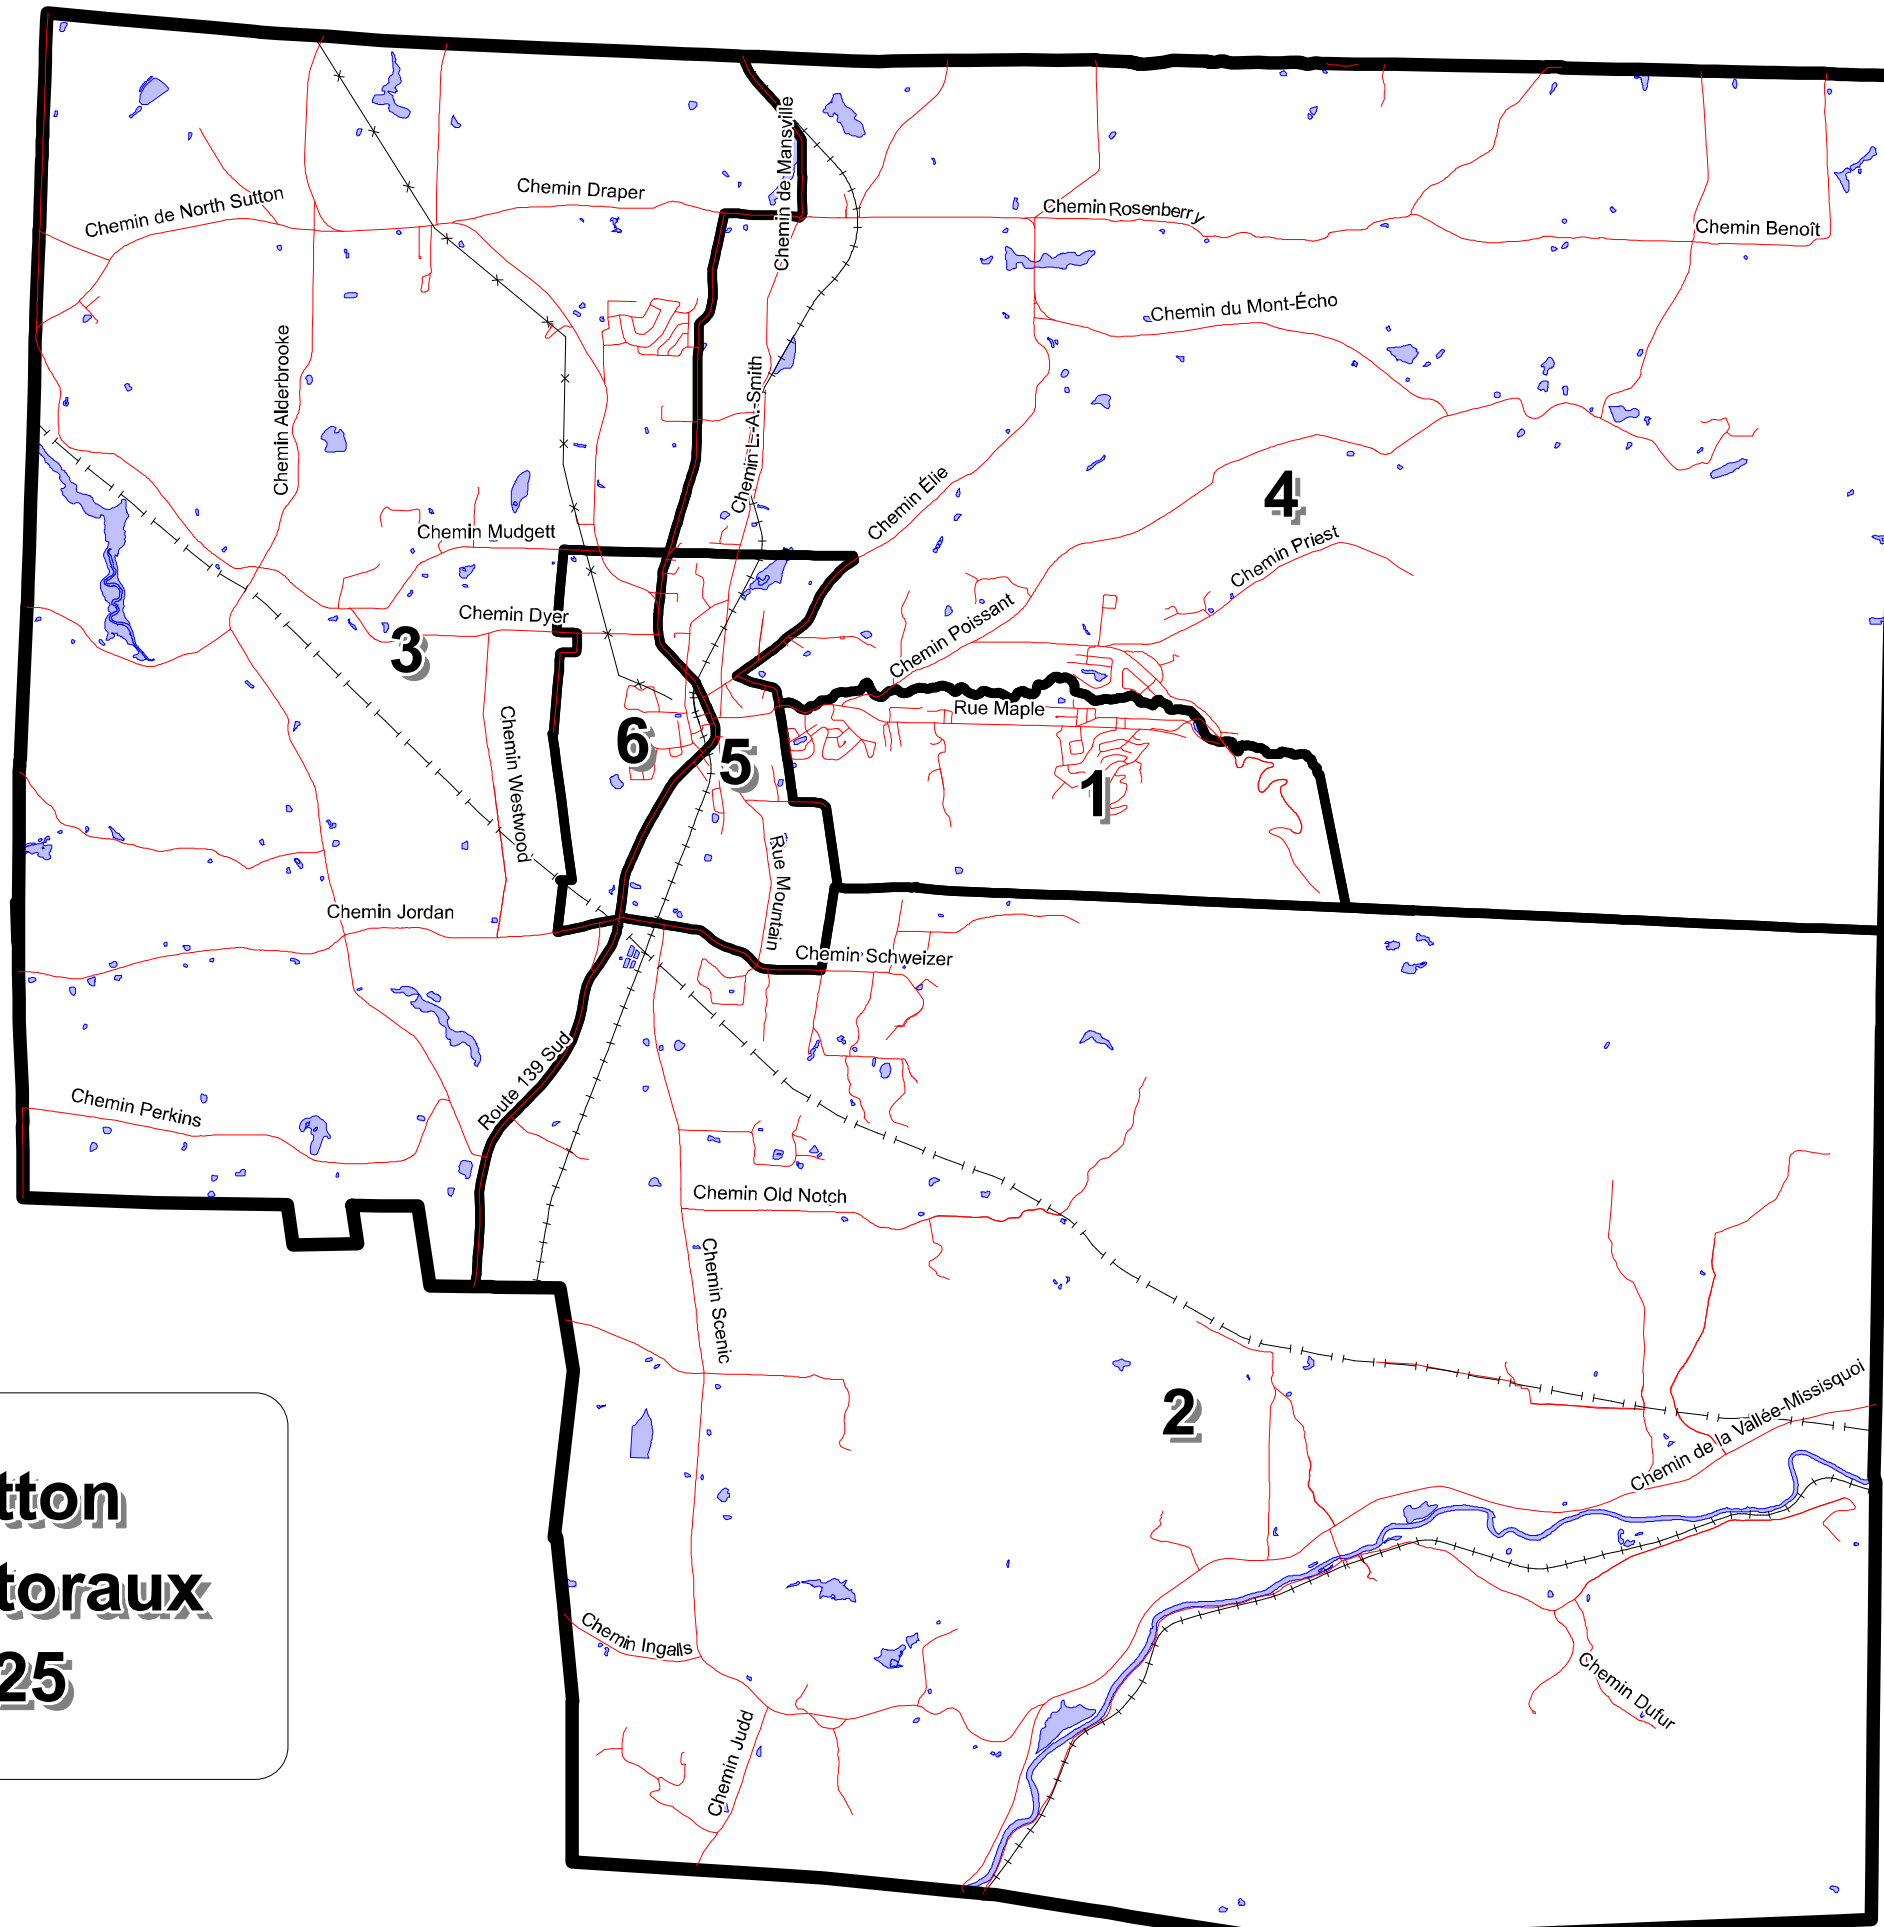 Chemin de Mansville
Chemin Draper
Chemin de North Sutton
Chemin Rosenberry
Chemin Benoît
Chemin du Mont-Écho
Chemin Alderbrooke
Chemin L.-A.-Smith
Chemin Élie
4
Chemin Mudgett
Chemin Priest
Chemin Dyer
3
Chemin Poissant
Rue Maple
Chemin Westwood
6
5
1
Rue Mountain
Chemin Jordan
Chemin Schweizer
Route 139 Sud
Chemin Perkins
Chemin Old Notch
Chemin Scenic
2
Chemin de la Vallée-Missisquoi
tton
toraux
25
Chemin Ingalls
Chemin Dufur
Chemin Judd